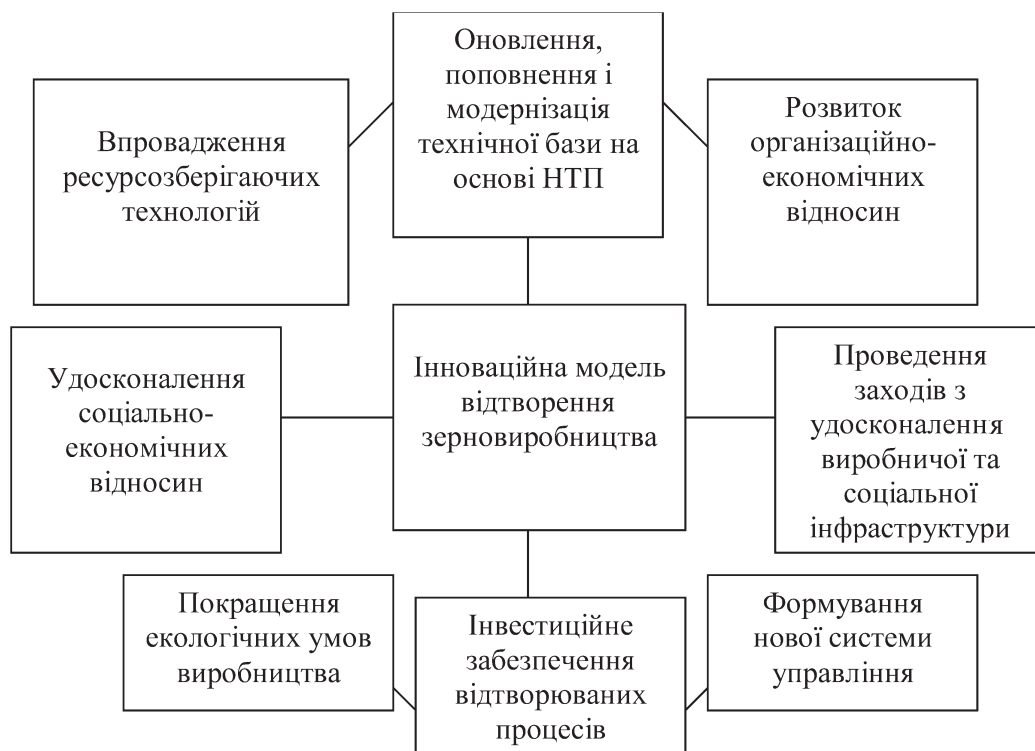 Оновлення,
поповнення і
модернізація
технічної бази на
основі НТП
Впровадження
ресурсозберігаючих
технологій
Розвиток
організаційно-
економічних
відносин
Удосконалення
соціально-
економічних
відносин
Інноваційна модель
відтворення
зерновиробництва
Проведення
заходів з
удосконалення
виробничої та
соціальної
інфраструктури
Покращення
екологічних умов
виробництва
Інвестиційне
забезпечення
відтворюваних
процесів
Формування
нової системи
управління